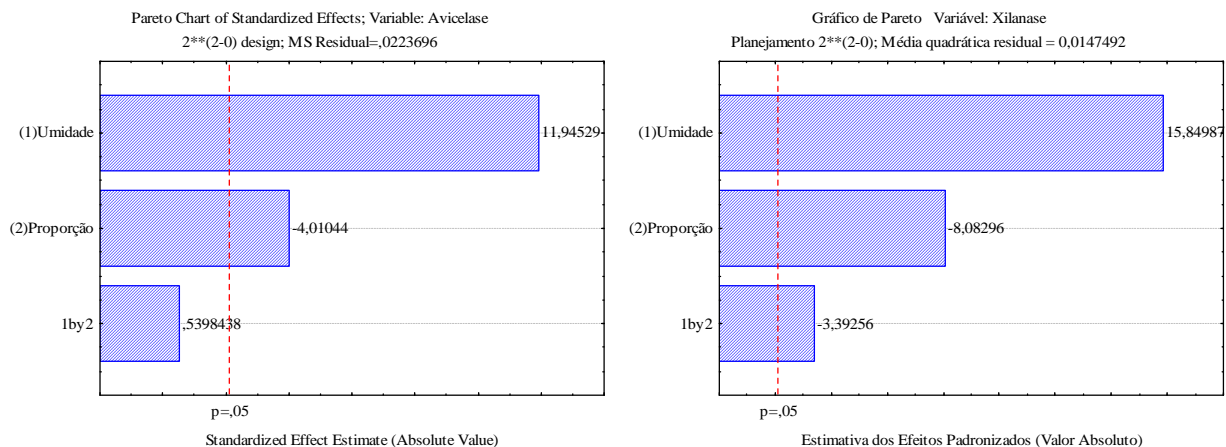 Pareto Chart of Standardized Effects; Variable: Avicelase
2**(2-0) design; MS Residual=,0223696
(1)Umidade
11,94529
(2)Proporção
-4,01044
1by2
,5398438
p=,05
Standardized Effect Estimate (Absolute Value)
Gráfico de Pareto Variável: Xilanase
Planejamento 2**(2-0); Média quadrática residual = 0,0147492
(1)Umidade
15,84987
(2)Proporção
-8,08296
1by2
-3,39256
p=,05
Estimativa dos Efeitos Padronizados (Valor Absoluto)